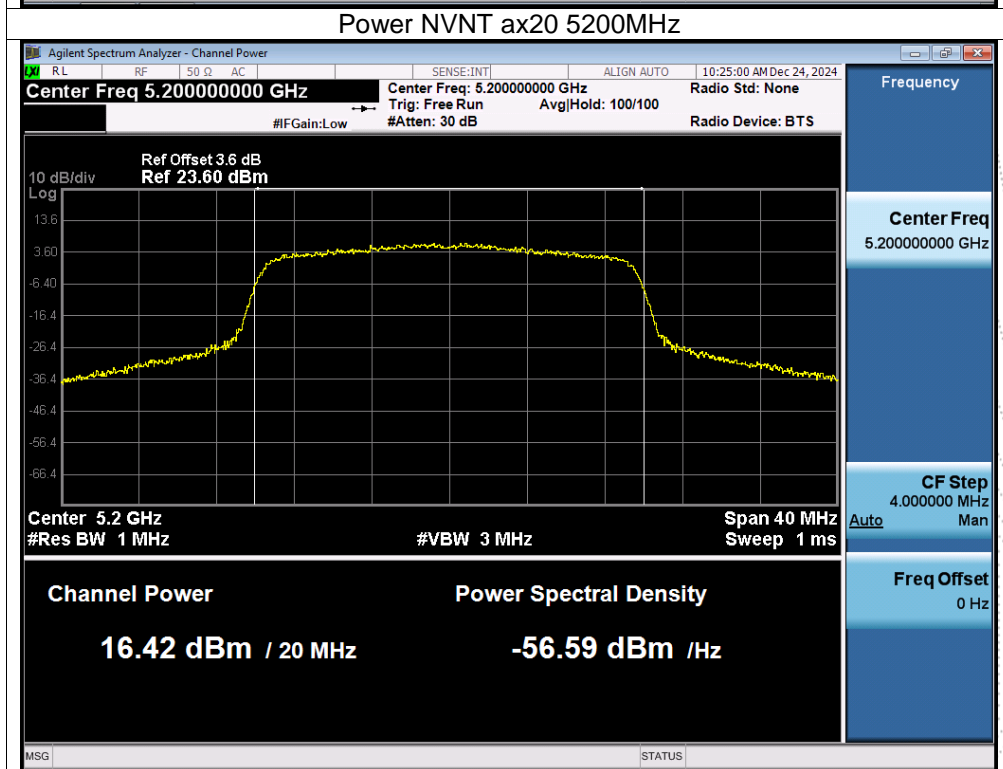 Power NVNT ax20 5200MHz
Agilent Spectrum Analyzer - Channel Power
LXI RL RF 50 Ω AC SENSE:INT ALIGN AUTO 10:25:00 AM Dec 24, 2024
Center Freq 5.200000000 GHz
Center Freq: 5.200000000 GHz Radio Std: None
Trig: Free Run Avg|Hold: 100/100
#IFGain:Low #Atten: 30 dB Radio Device: BTS
Ref Offset 3.6 dB
10 dB/div Ref 23.60 dBm
Log
13.6
3.60
-6.40
-16.4
-26.4
-36.4
-46.4
-56.4
-66.4
Center 5.2 GHz Span 40 MHz
#Res BW 1 MHz #VBW 3 MHz Sweep 1 ms
Channel Power Power Spectral Density
16.42 dBm / 20 MHz -56.59 dBm /Hz
MSG STATUS
Frequency
Center Freq
5.200000000 GHz
CF Step
4.000000 MHz
Auto Man
Freq Offset
0 Hz